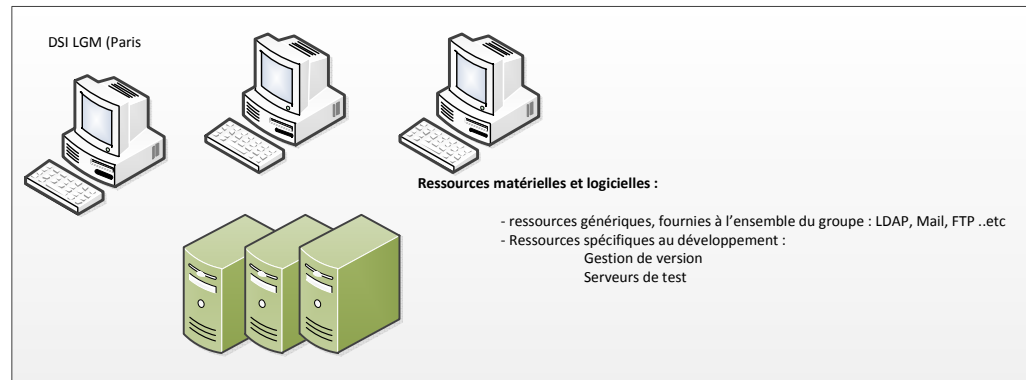 DSI LGM (Paris
Ressources matérielles et logicielles :
- ressources génériques, fournies à l’ensemble du groupe : LDAP, Mail, FTP ..etc
- Ressources spécifiques au développement :
Gestion de version
Serveurs de test